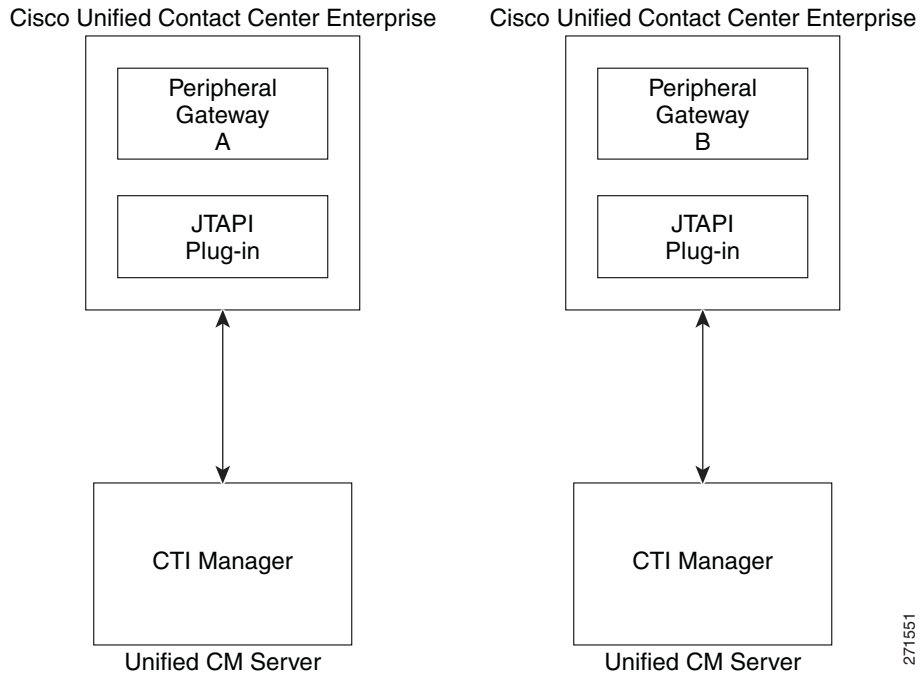 Cisco Unified Contact Center Enterprise
Peripheral
Gateway
A
JTAPI
Plug-in
CTI Manager
Unified CM Server
Cisco Unified Contact Center Enterprise
Peripheral
Gateway
B
JTAPI
Plug-in
CTI Manager
Unified CM Server
271551